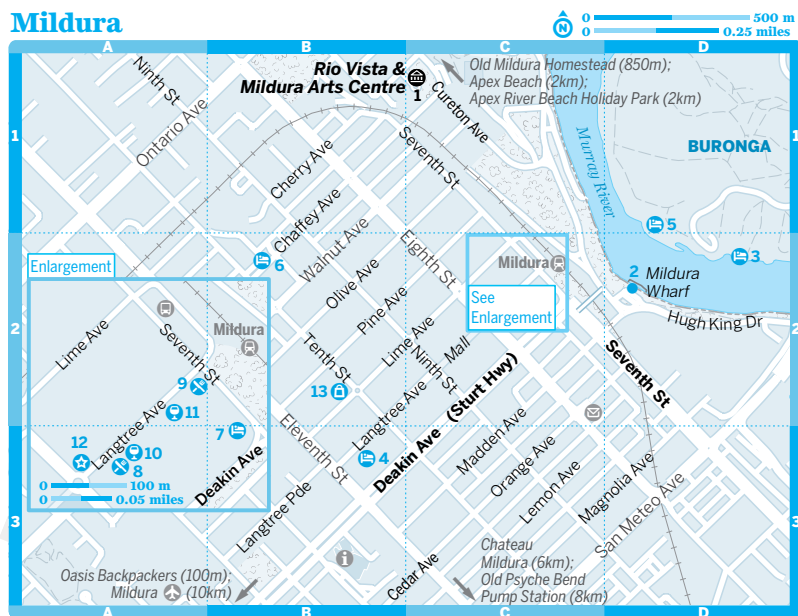 Mildura
N
0 500 m
0 0.25 miles
A B C D
Ninth St
Ontario Ave
Rio Vista &
Mildura Arts Centre
1
Cureton Ave
Old Mildura Homestead (850m);
Apex Beach (2km);
Apex River Beach Holiday Park (2km)
1
1
Murray River
BURONGA
Seventh St
Cherry Ave
Chaffey Ave
Walnut Ave
Eighth St
5
3
6
Mildura
2 Mildura
Wharf
Hugh King Dr
See
Enlargement
Olive Ave
Pine Ave
Lime Ave
Ninth St
Mall
Tenth St
13
Langtree Ave
Deakin Ave (Sturt Hwy)
Seventh St
2
2
Enlargement
Lime Ave
Seventh St
Mildura
9
11
Langtree Ave
7
12
10
8
Deakin Ave
0 100 m
0 0.05 miles
Eleventh St
4
Madden Ave
Orange Ave
Lemon Ave
Magnolia Ave
San Meteo Ave
Langtree Pde
Cedar Ave
3
3
Oasis Backpackers (100m);
Mildura (10km)
Chateau
Mildura (6km);
Old Psyche Bend
Pump Station (8km)
A B C D